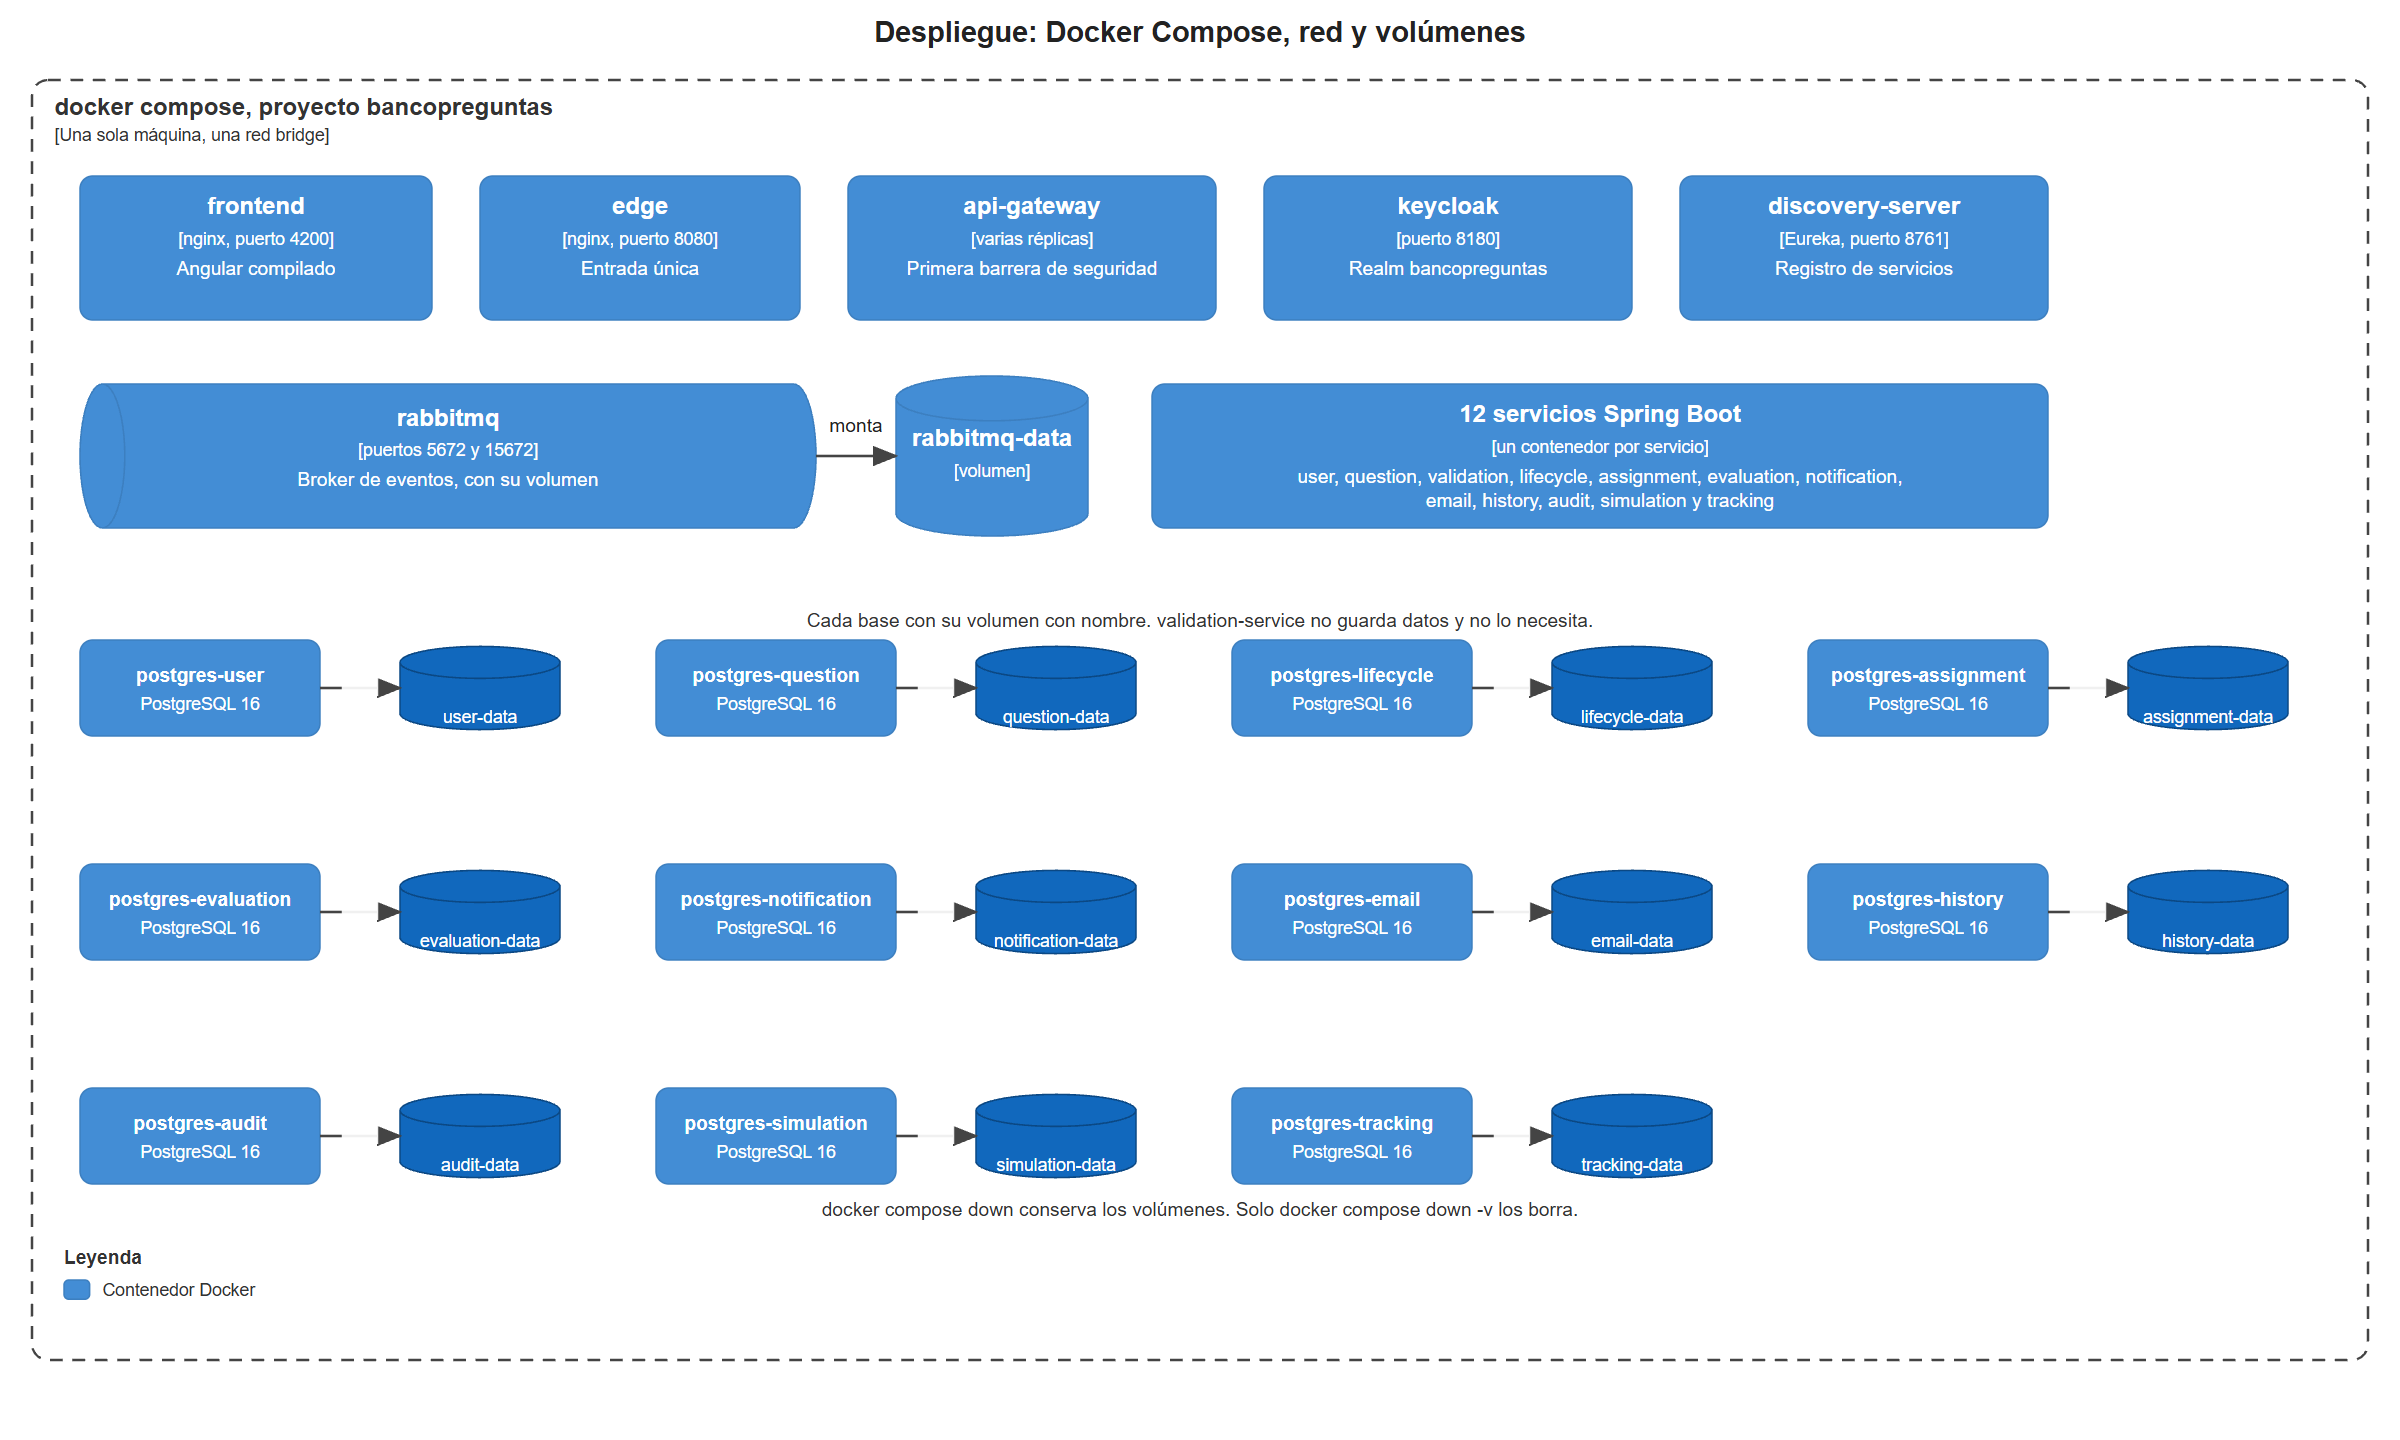 Despliegue: Docker Compose, red y volúmenes
docker compose, proyecto bancopreguntas
[Una sola máquina, una red bridge]
frontend
[nginx, puerto 4200]
Angular compilado
edge
[nginx, puerto 8080]
Entrada única
api-gateway
[varias réplicas]
Primera barrera de seguridad
keycloak
[puerto 8180]
Realm bancopreguntas
discovery-server
[Eureka, puerto 8761]
Registro de servicios
rabbitmq
[puertos 5672 y 15672]
Broker de eventos, con su volumen
monta
rabbitmq-data
[volumen]
12 servicios Spring Boot
[un contenedor por servicio]
user, question, validation, lifecycle, assignment, evaluation, notification,
email, history, audit, simulation y tracking
Cada base con su volumen con nombre. validation-service no guarda datos y no lo necesita.
postgres-user
PostgreSQL 16
user-data
postgres-question
PostgreSQL 16
question-data
postgres-lifecycle
PostgreSQL 16
lifecycle-data
postgres-assignment
PostgreSQL 16
assignment-data
postgres-evaluation
PostgreSQL 16
evaluation-data
postgres-notification
PostgreSQL 16
notification-data
postgres-email
PostgreSQL 16
email-data
postgres-history
PostgreSQL 16
history-data
postgres-audit
PostgreSQL 16
audit-data
postgres-simulation
PostgreSQL 16
simulation-data
postgres-tracking
PostgreSQL 16
tracking-data
docker compose down conserva los volúmenes. Solo docker compose down -v los borra.
Leyenda
Contenedor Docker